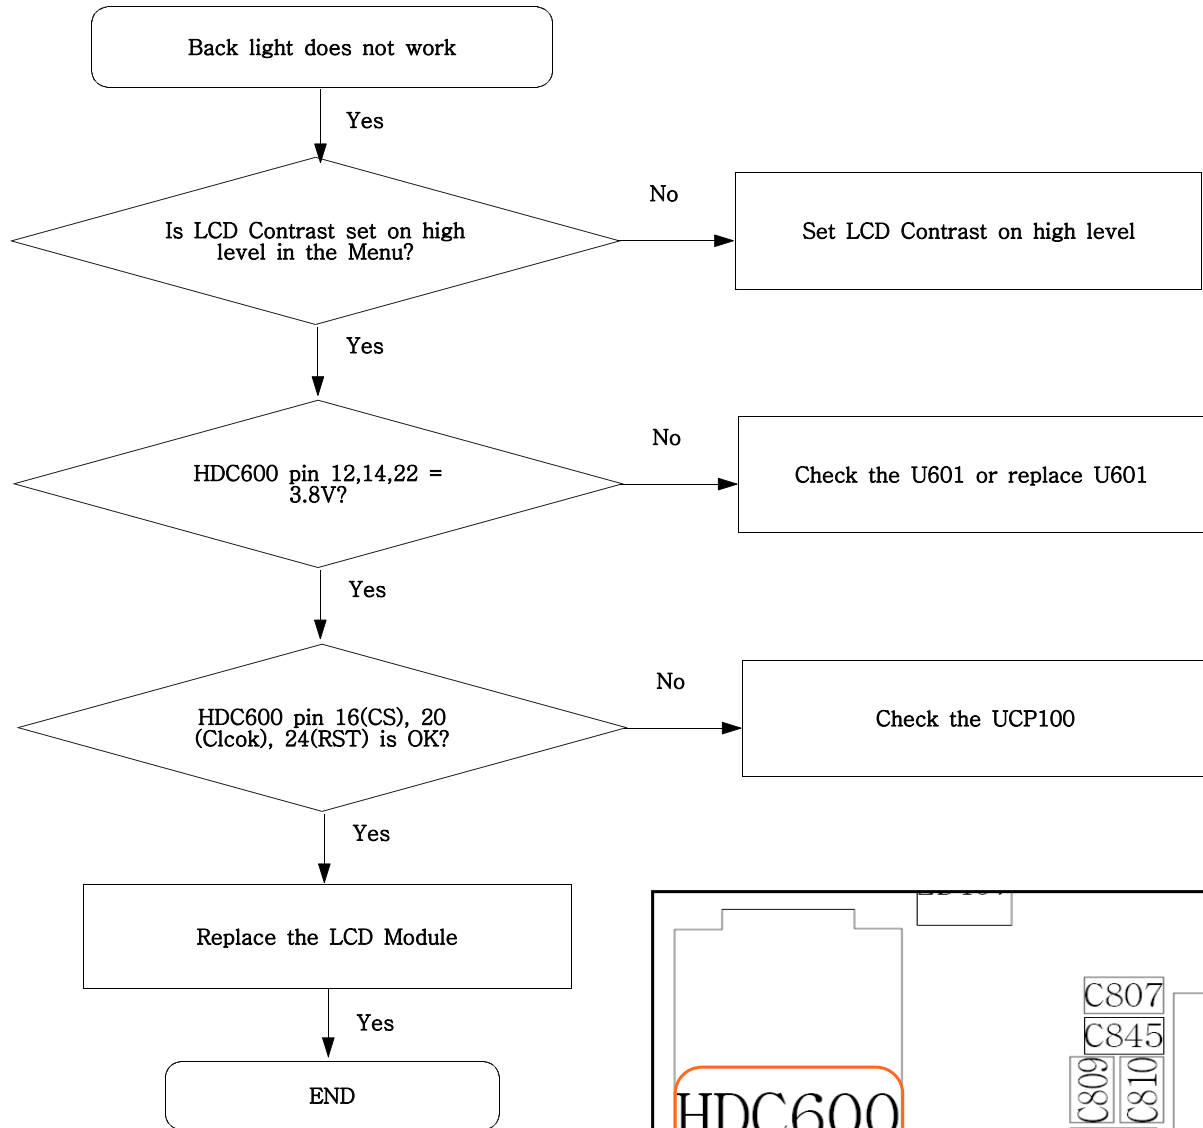 Back light does not work
Yes
Is LCD Contrast set on high
level in the Menu?
No
Set LCD Contrast on high level
Yes
HDC600 pin 12,14,22 =
3.8V?
No
Check the U601 or replace U601
Yes
HDC600 pin 16(CS), 20
(Clcok), 24(RST) is OK?
No
Check the UCP100
Yes
Replace the LCD Module
Yes
END
C807
C845
C809
C810
HDC600